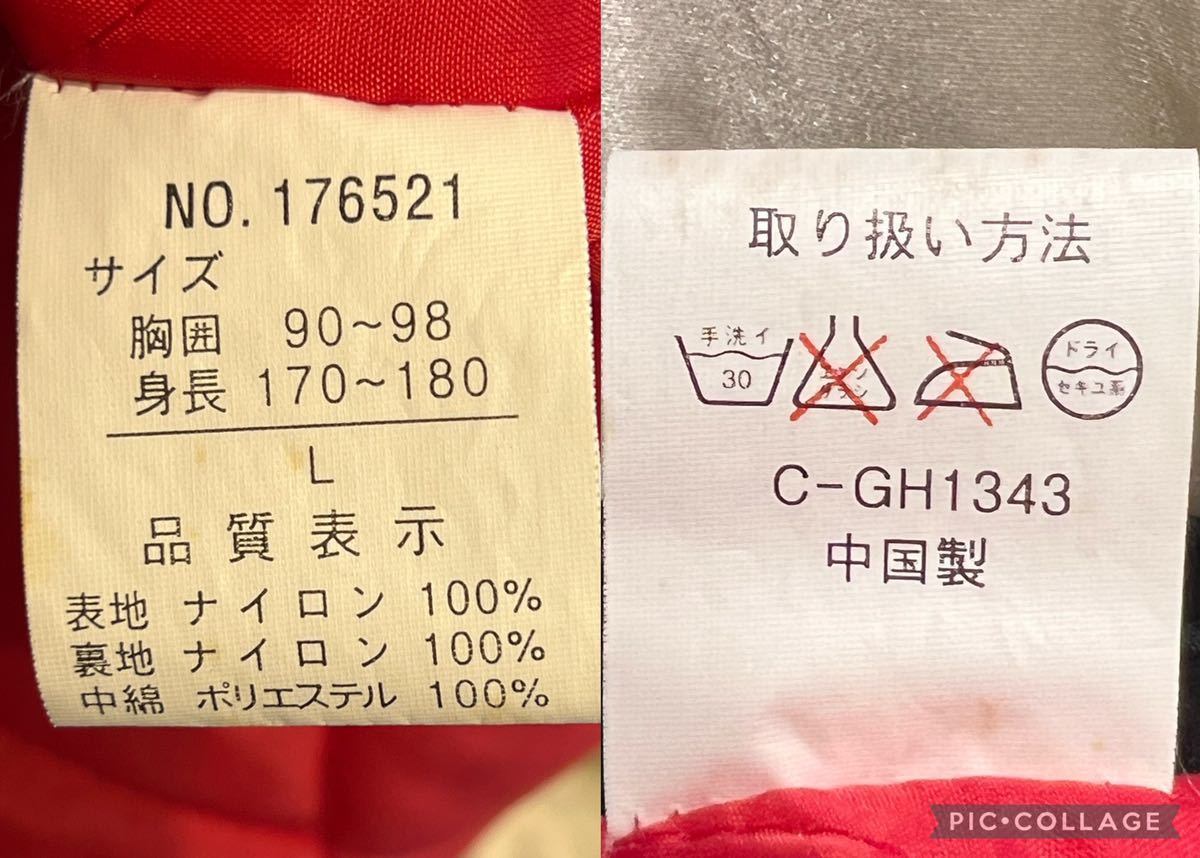 NO. 176521
サイズ
胸囲 90~98
身長 170~180
L
品質表示
表地 ナイロン 100%
裏地 ナイロン 100%
中綿 ポリエステル 100%
取り扱い方法
手洗イ
30
ドライ
セキユ系
C-GH1343
中国製
PIC•COLLAGE